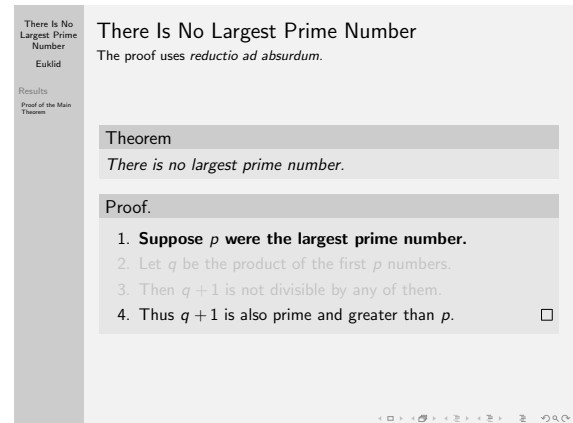 There Is No
Largest Prime
Number
Euklid
Results
Proof of the Main
Theorem
There Is No Largest Prime Number
The proof uses reductio ad absurdum.
Theorem
There is no largest prime number.
Proof.
1. Suppose p were the largest prime number.
2. Let q be the product of the first p numbers.
3. Then q + 1 is not divisible by any of them.
4. Thus q + 1 is also prime and greater than p. □